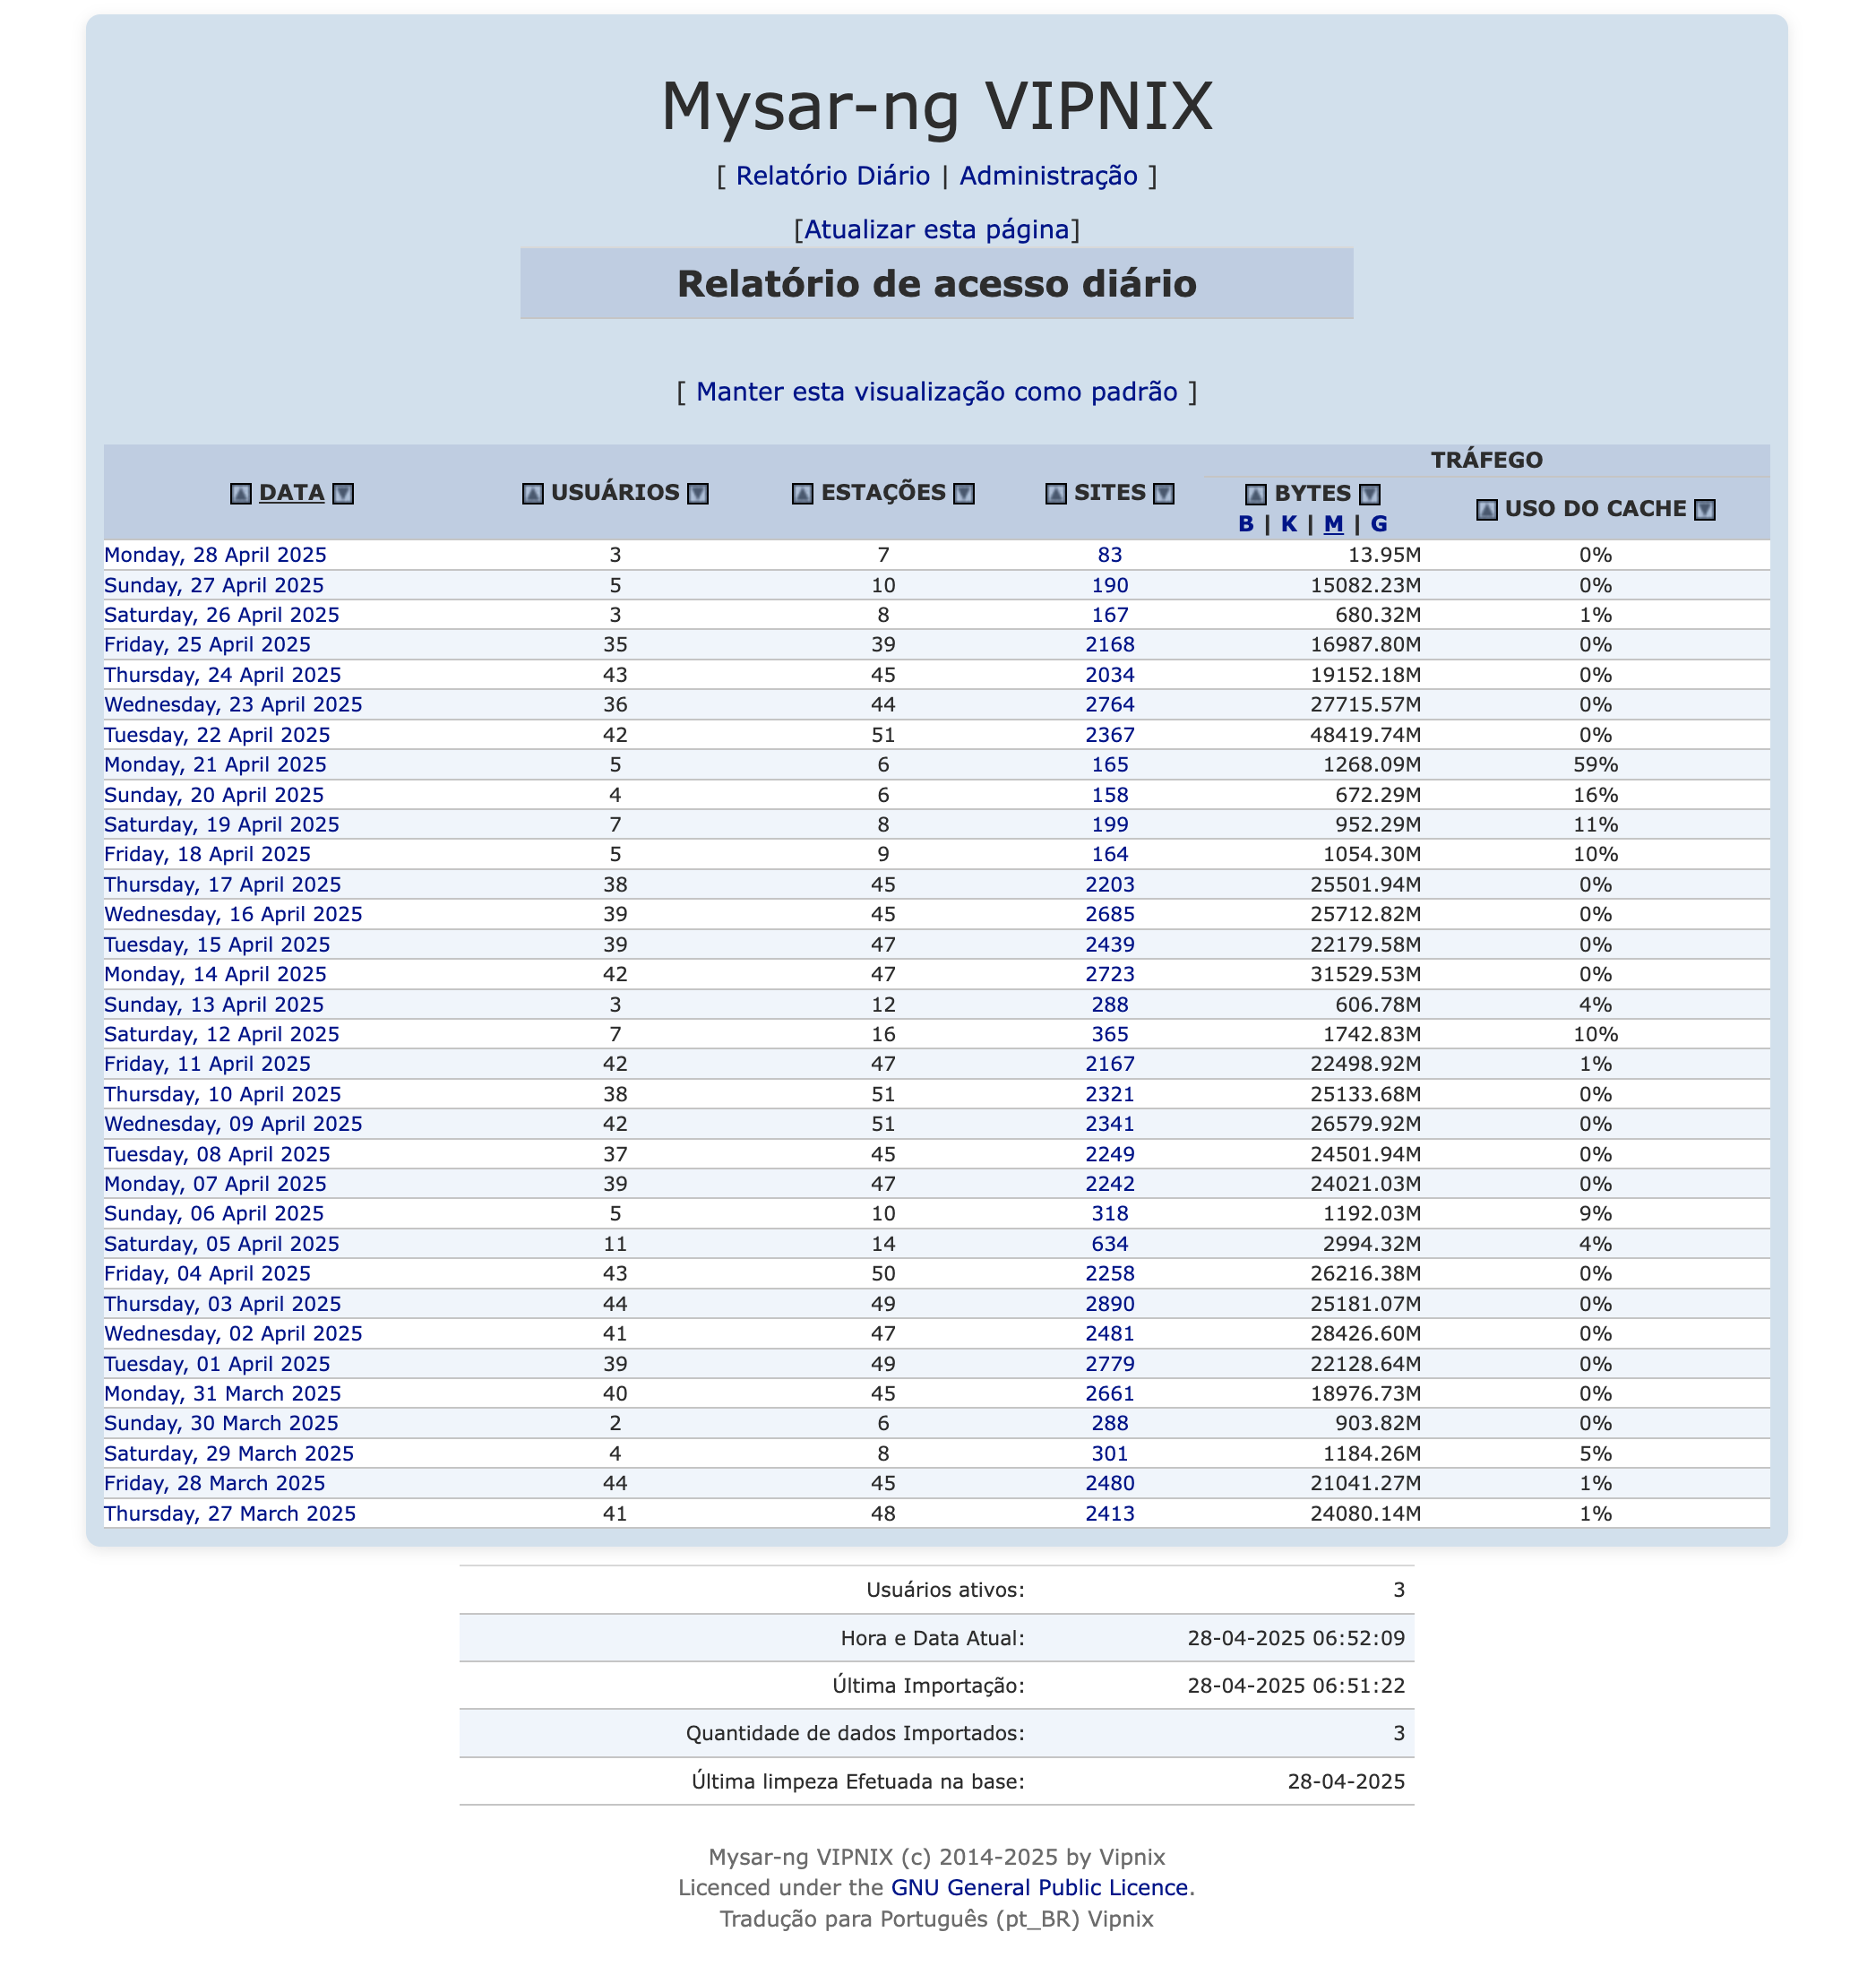 Mysar-ng VIPNIX
[ Relatório Diário | Administração ]
[Atualizar esta página]
Relatório de acesso diário
[ Manter esta visualização como padrão ]
TRÁFEGO
DATA USUÁRIOS ESTAÇÕES SITES BYTES USO DO CACHE
B | K | M | G
Monday, 28 April 2025 3 7 83 13.95M 0%
Sunday, 27 April 2025 5 10 190 15082.23M 0%
Saturday, 26 April 2025 3 8 167 680.32M 1%
Friday, 25 April 2025 35 39 2168 16987.80M 0%
Thursday, 24 April 2025 43 45 2034 19152.18M 0%
Wednesday, 23 April 2025 36 44 2764 27715.57M 0%
Tuesday, 22 April 2025 42 51 2367 48419.74M 0%
Monday, 21 April 2025 5 6 165 1268.09M 59%
Sunday, 20 April 2025 4 6 158 672.29M 16%
Saturday, 19 April 2025 7 8 199 952.29M 11%
Friday, 18 April 2025 5 9 164 1054.30M 10%
Thursday, 17 April 2025 38 45 2203 25501.94M 0%
Wednesday, 16 April 2025 39 45 2685 25712.82M 0%
Tuesday, 15 April 2025 39 47 2439 22179.58M 0%
Monday, 14 April 2025 42 47 2723 31529.53M 0%
Sunday, 13 April 2025 3 12 288 606.78M 4%
Saturday, 12 April 2025 7 16 365 1742.83M 10%
Friday, 11 April 2025 42 47 2167 22498.92M 1%
Thursday, 10 April 2025 38 51 2321 25133.68M 0%
Wednesday, 09 April 2025 42 51 2341 26579.92M 0%
Tuesday, 08 April 2025 37 45 2249 24501.94M 0%
Monday, 07 April 2025 39 47 2242 24021.03M 0%
Sunday, 06 April 2025 5 10 318 1192.03M 9%
Saturday, 05 April 2025 11 14 634 2994.32M 4%
Friday, 04 April 2025 43 50 2258 26216.38M 0%
Thursday, 03 April 2025 44 49 2890 25181.07M 0%
Wednesday, 02 April 2025 41 47 2481 28426.60M 0%
Tuesday, 01 April 2025 39 49 2779 22128.64M 0%
Monday, 31 March 2025 40 45 2661 18976.73M 0%
Sunday, 30 March 2025 2 6 288 903.82M 0%
Saturday, 29 March 2025 4 8 301 1184.26M 5%
Friday, 28 March 2025 44 45 2480 21041.27M 1%
Thursday, 27 March 2025 41 48 2413 24080.14M 1%
Usuários ativos: 3
Hora e Data Atual: 28-04-2025 06:52:09
Última Importação: 28-04-2025 06:51:22
Quantidade de dados Importados: 3
Última limpeza Efetuada na base: 28-04-2025
Mysar-ng VIPNIX (c) 2014-2025 by Vipnix
Licenced under the GNU General Public Licence.
Tradução para Português (pt_BR) Vipnix